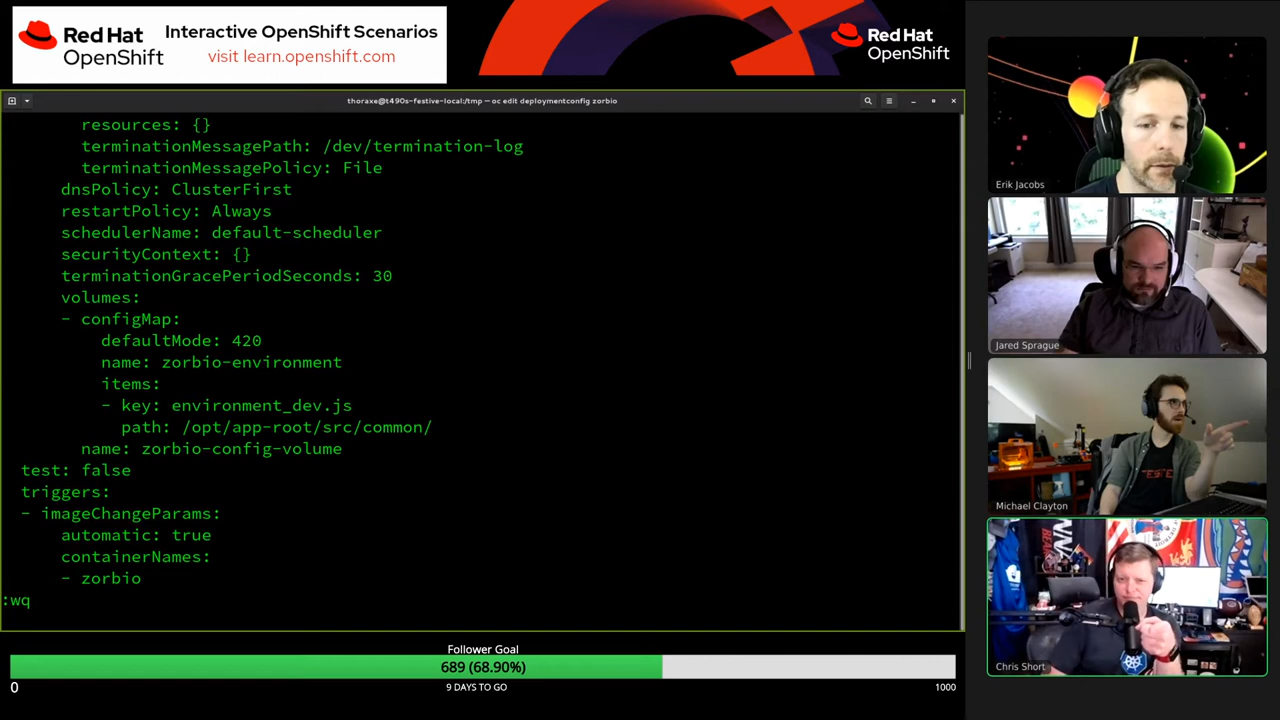 Red Hat
OpenShift
Interactive OpenShift Scenarios
visit learn.openshift.com
Red Hat
OpenShift
thoraxe@t490s-festive-local:/tmp — oc edit deploymentconfig zorbio
resources: {}
terminationMessagePath: /dev/termination-log
terminationMessagePolicy: File
dnsPolicy: ClusterFirst
restartPolicy: Always
schedulerName: default-scheduler
securityContext: {}
terminationGracePeriodSeconds: 30
volumes:
- configMap:
defaultMode: 420
name: zorbio-environment
items:
- key: environment_dev.js
path: /opt/app-root/src/common/
name: zorbio-config-volume
test: false
triggers:
- imageChangeParams:
automatic: true
containerNames:
- zorbio
:wq
Erik Jacobs
Jared Sprague
Michael Clayton
Chris Short
Follower Goal
689 (68.90%)
0
9 DAYS TO GO
1000